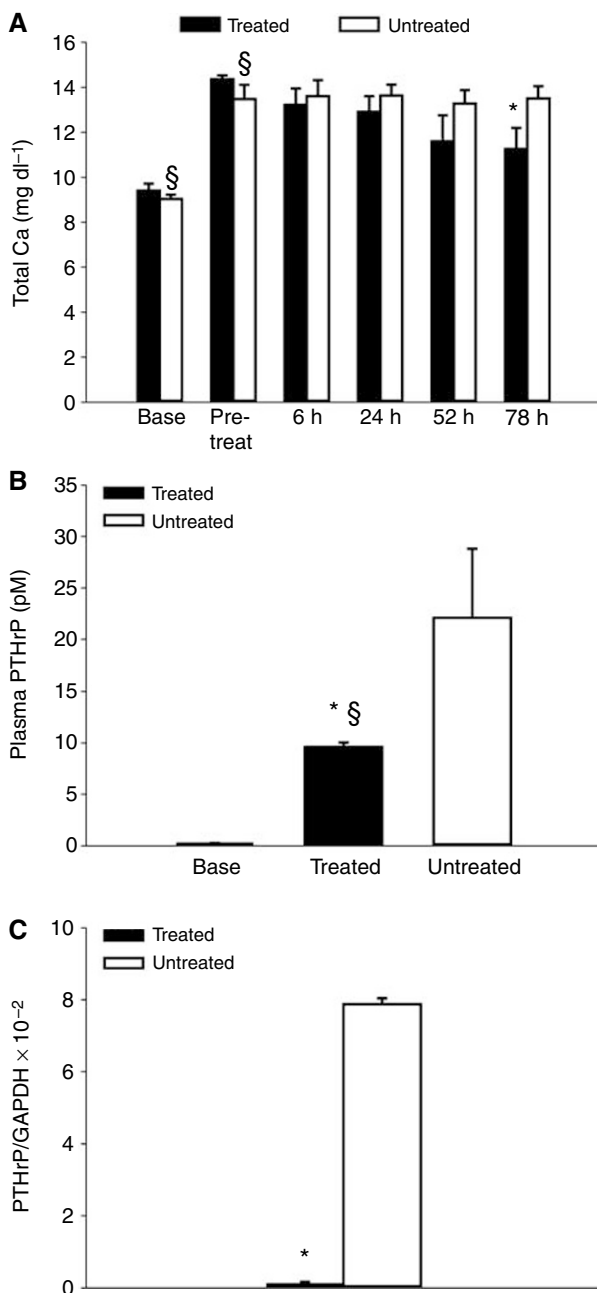 A
Treated Untreated
Total Ca (mg dl⁻¹)
16
14
12
10
8
6
4
2
0
§
§
*
Base Pre- 6 h 24 h 52 h 78 h
treat
B
Treated
Untreated
Plasma PTHrP (pM)
35
30
25
20
15
10
5
0
* §
Base Treated Untreated
C
Treated
Untreated
PTHrP/GAPDH × 10⁻²
10
8
6
4
2
0
*